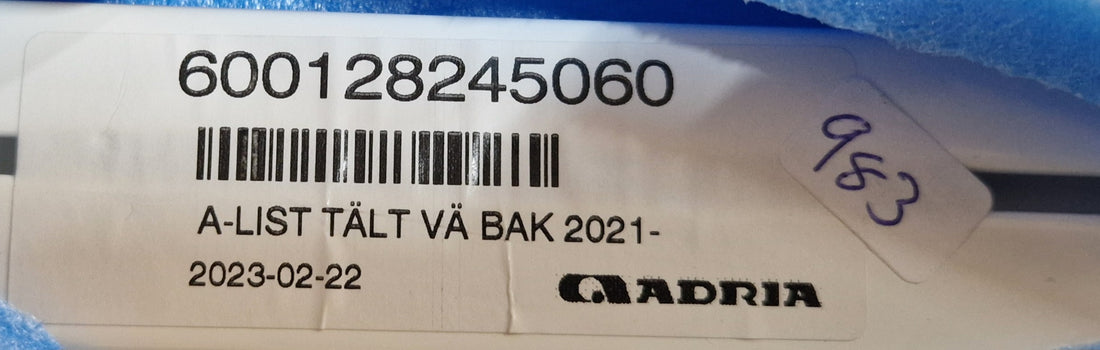 600128245060
A-LIST TÄLT VÄ BAK 2021-
2023-02-22
ADRIA
983